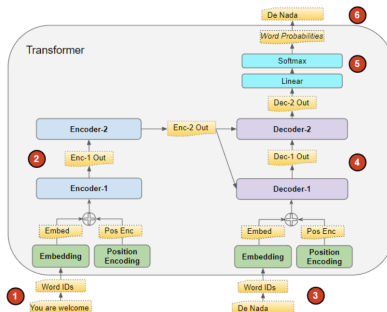 De Nada
6
Word Probabilities
Transformer
Softmax
5
Linear
Dec-2 Out
Encoder-2
Enc-2 Out
Decoder-2
2
Enc-1 Out
Dec-1 Out
4
Encoder-1
Decoder-1
Embed
Pos Enc
Embed
Pos Enc
Embedding
Position
Encoding
Embedding
Position
Encoding
1
Word IDs
Word IDs
3
You are welcome
De Nada